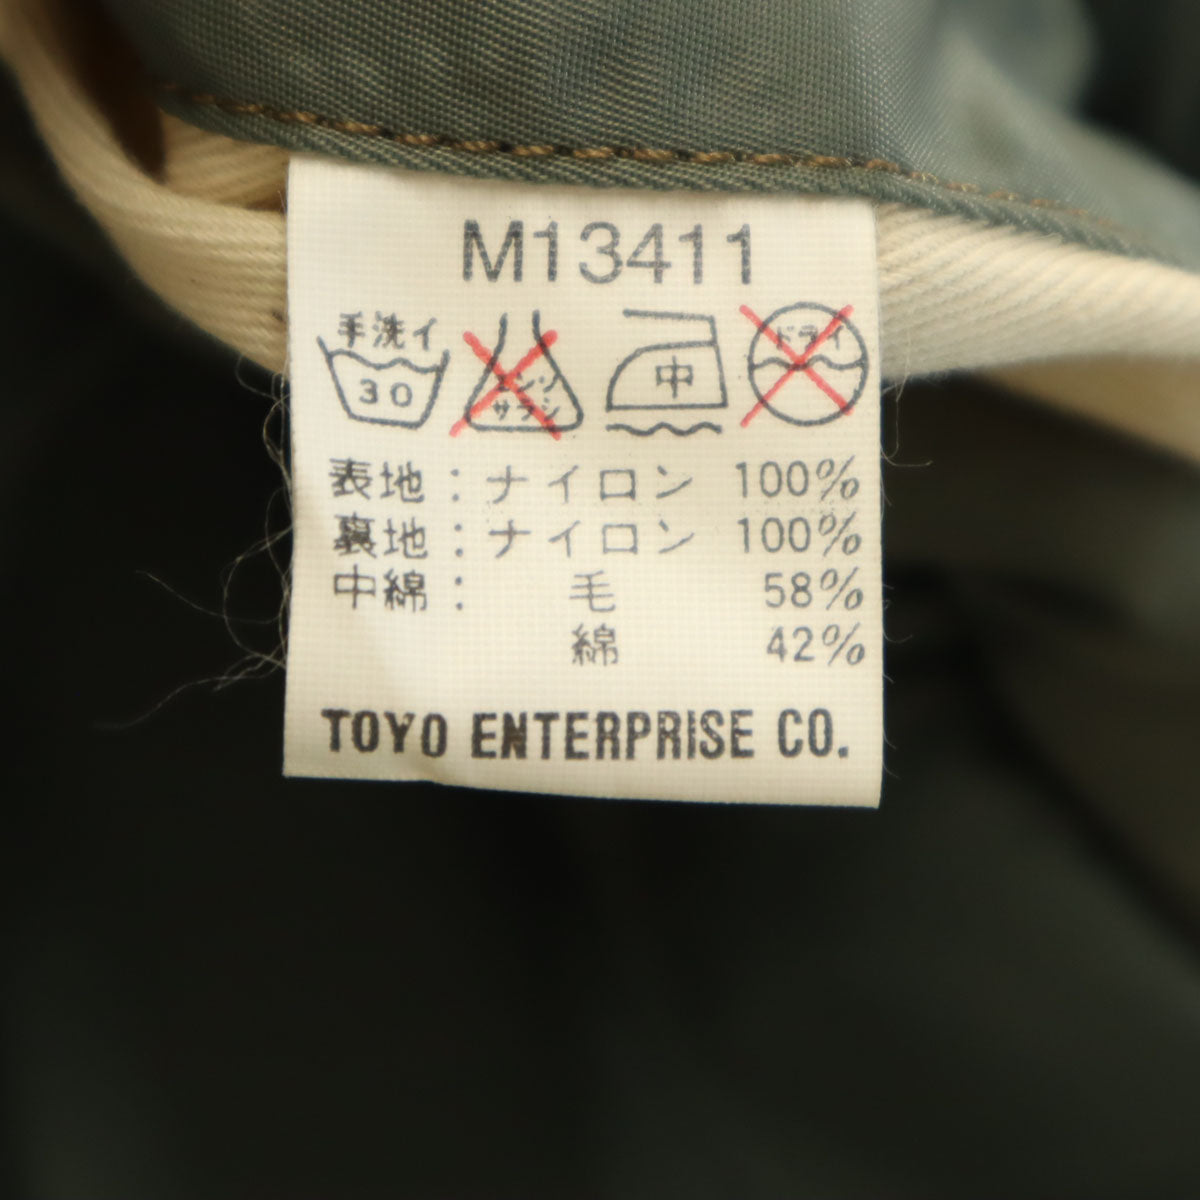 M13411
手洗イ
30
エンソ
サラシ
中
ドライ
表地：ナイロン 100%
裏地：ナイロン 100%
中綿： 毛 58%
綿 42%
TOYO ENTERPRISE CO.